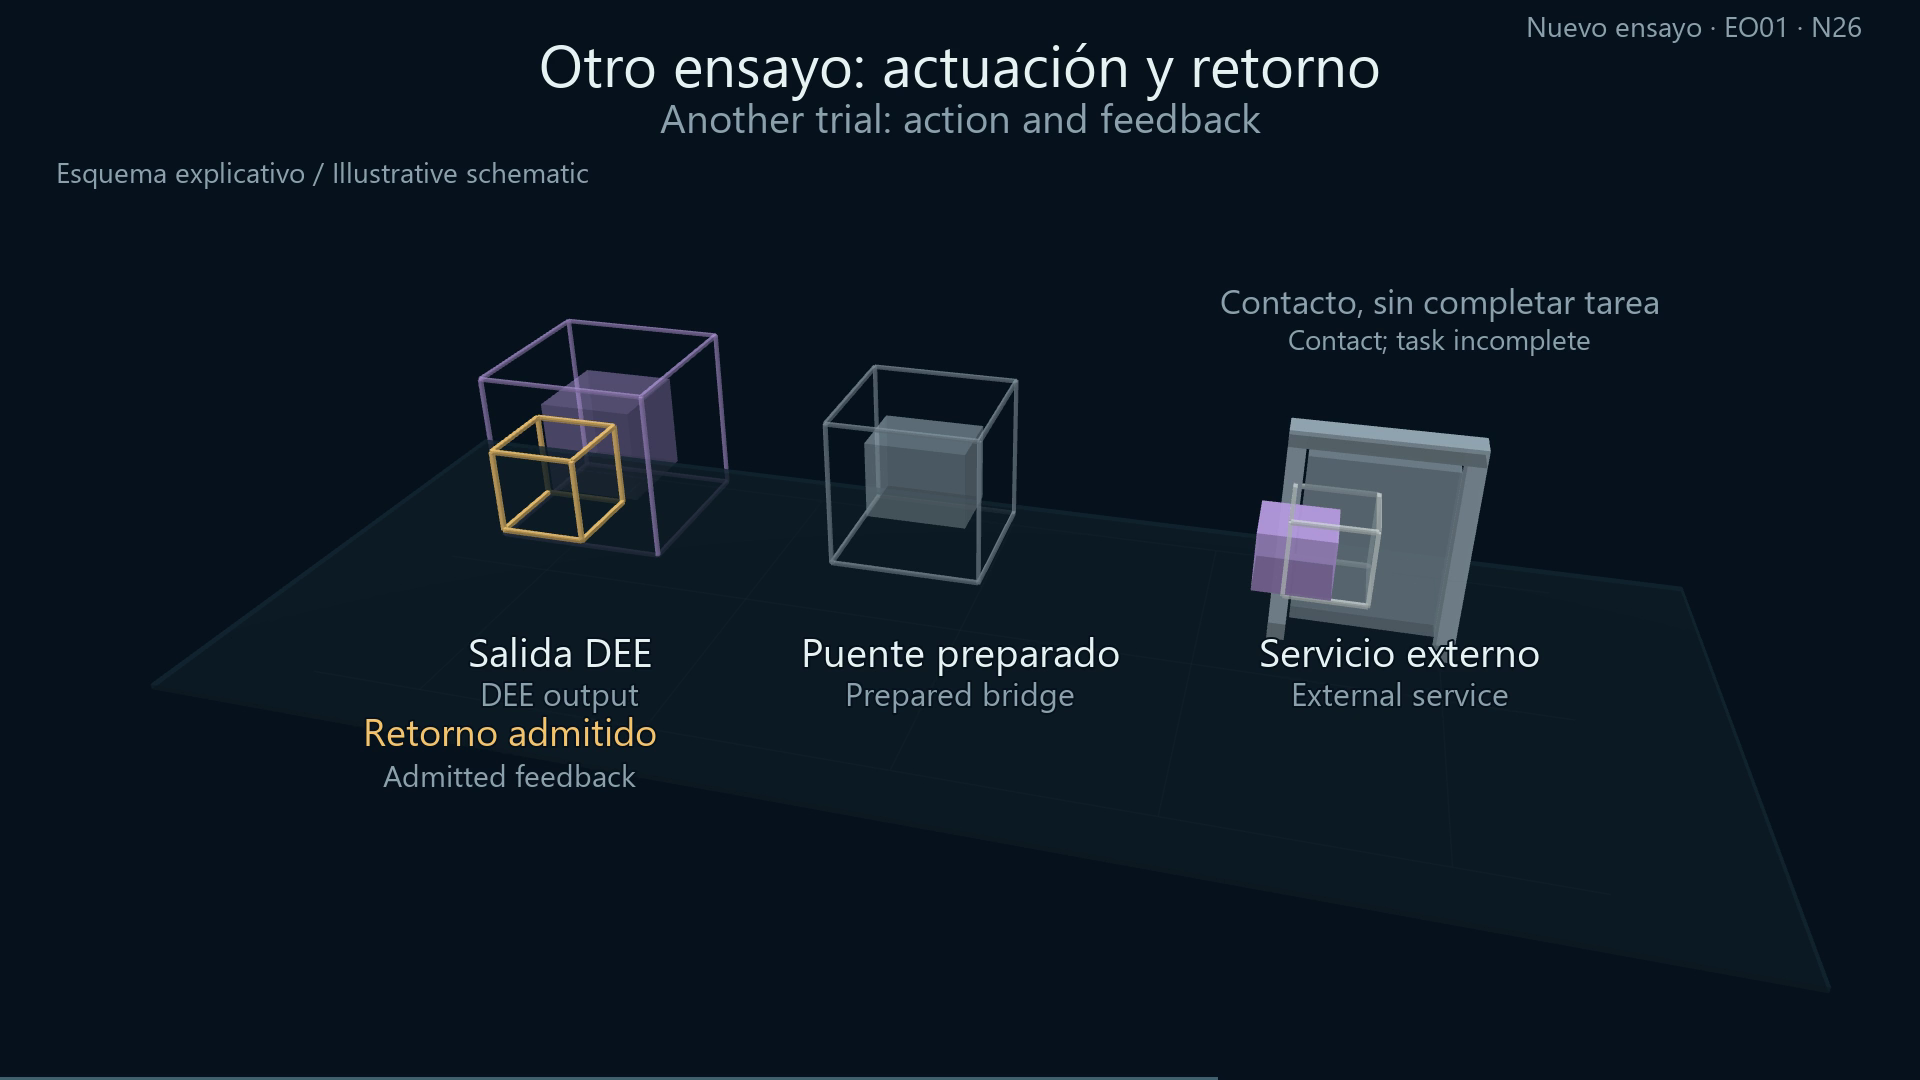 Nuevo ensayo · EO01 · N26
Otro ensayo: actuación y retorno
Another trial: action and feedback
Esquema explicativo / Illustrative schematic
Contacto, sin completar tarea
Contact; task incomplete
Salida DEE
DEE output
Retorno admitido
Admitted feedback
Puente preparado
Prepared bridge
Servicio externo
External service